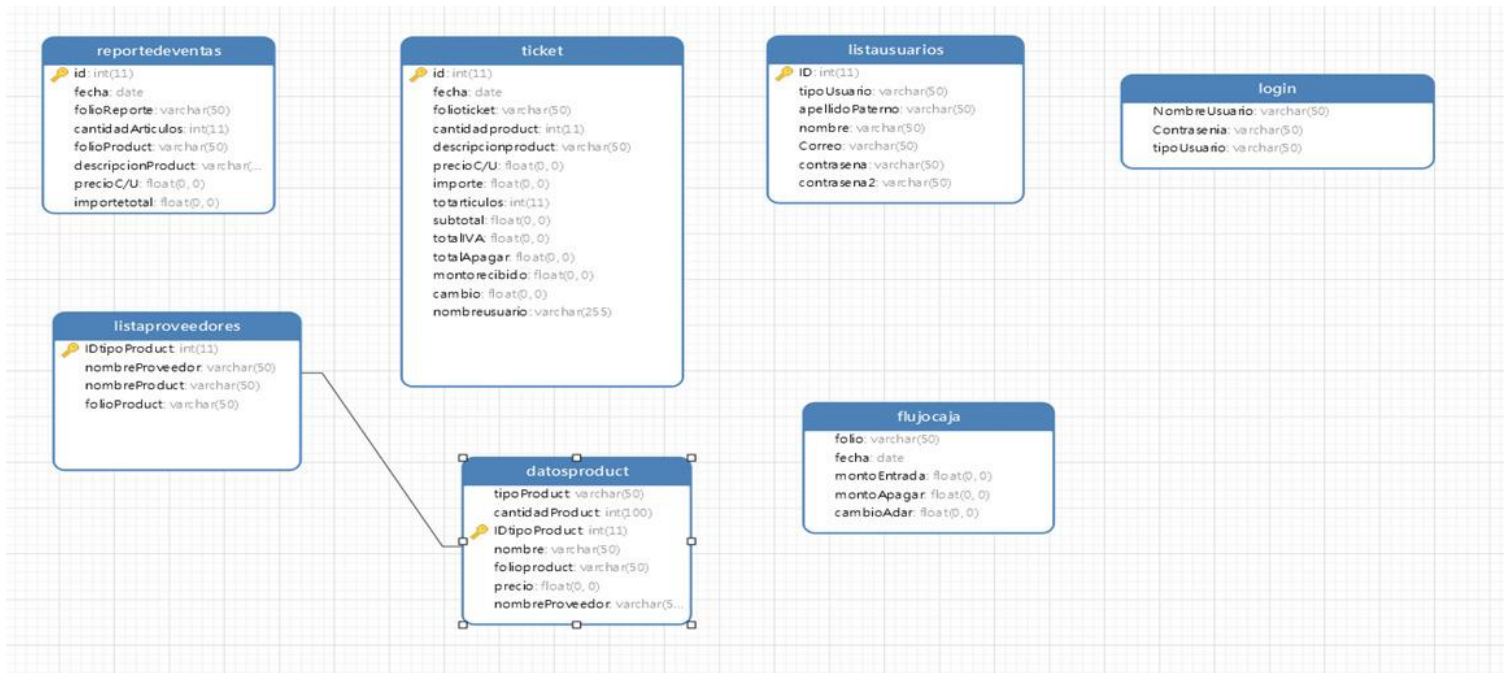 reportedeventas
id: int(11)
fecha: date
folioReporte: varchar(50)
cantidadArticulos: int(11)
folioProduct: varchar(50)
descripcionProduct: varchar(...
precioC/U: float(0, 0)
importetotal: float(0, 0)
ticket
id: int(11)
fecha: date
folioticket: varchar(50)
cantidadproduct: int(11)
descripcionproduct: varchar(50)
precioC/U: float(0, 0)
importe: float(0, 0)
totarticulos: int(11)
subtotal: float(0, 0)
totalIVA: float(0, 0)
totalApagar: float(0, 0)
montorecibido: float(0, 0)
cambio: float(0, 0)
nombreusuario: varchar(255)
listausuarios
ID: int(11)
tipoUsuario: varchar(50)
apellidoPaterno: varchar(50)
nombre: varchar(50)
Correo: varchar(50)
contrasena: varchar(50)
contrasena2: varchar(50)
login
NombreUsuario: varchar(50)
Contrasenia: varchar(50)
tipoUsuario: varchar(50)
listaproveedores
IDtipoProduct: int(11)
nombreProveedor: varchar(50)
nombreProduct: varchar(50)
folioProduct: varchar(50)
datosproduct
tipoProduct: varchar(50)
cantidadProduct: int(100)
IDtipoProduct: int(11)
nombre: varchar(50)
folioproduct: varchar(50)
precio: float(0, 0)
nombreProveedor: varchar(5...
flujocaja
folio: varchar(50)
fecha: date
montoEntrada: float(0, 0)
montoApagar: float(0, 0)
cambioAdar: float(0, 0)